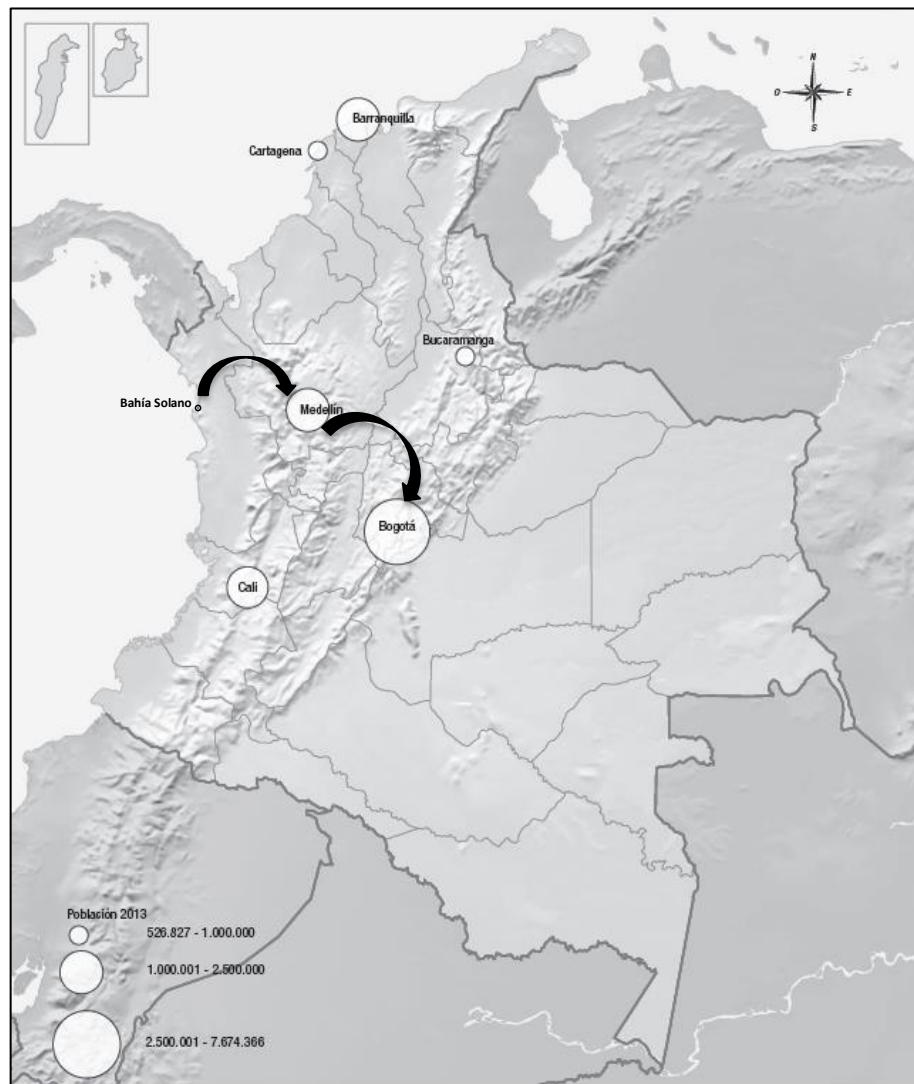 N
O E
S
Barranquilla
Cartagena
Bucaramanga
Bahía Solano
Medellín
Bogotá
Cali
Población 2013
526.827 - 1.000.000
1.000.001 - 2.500.000
2.500.001 - 7.674.366